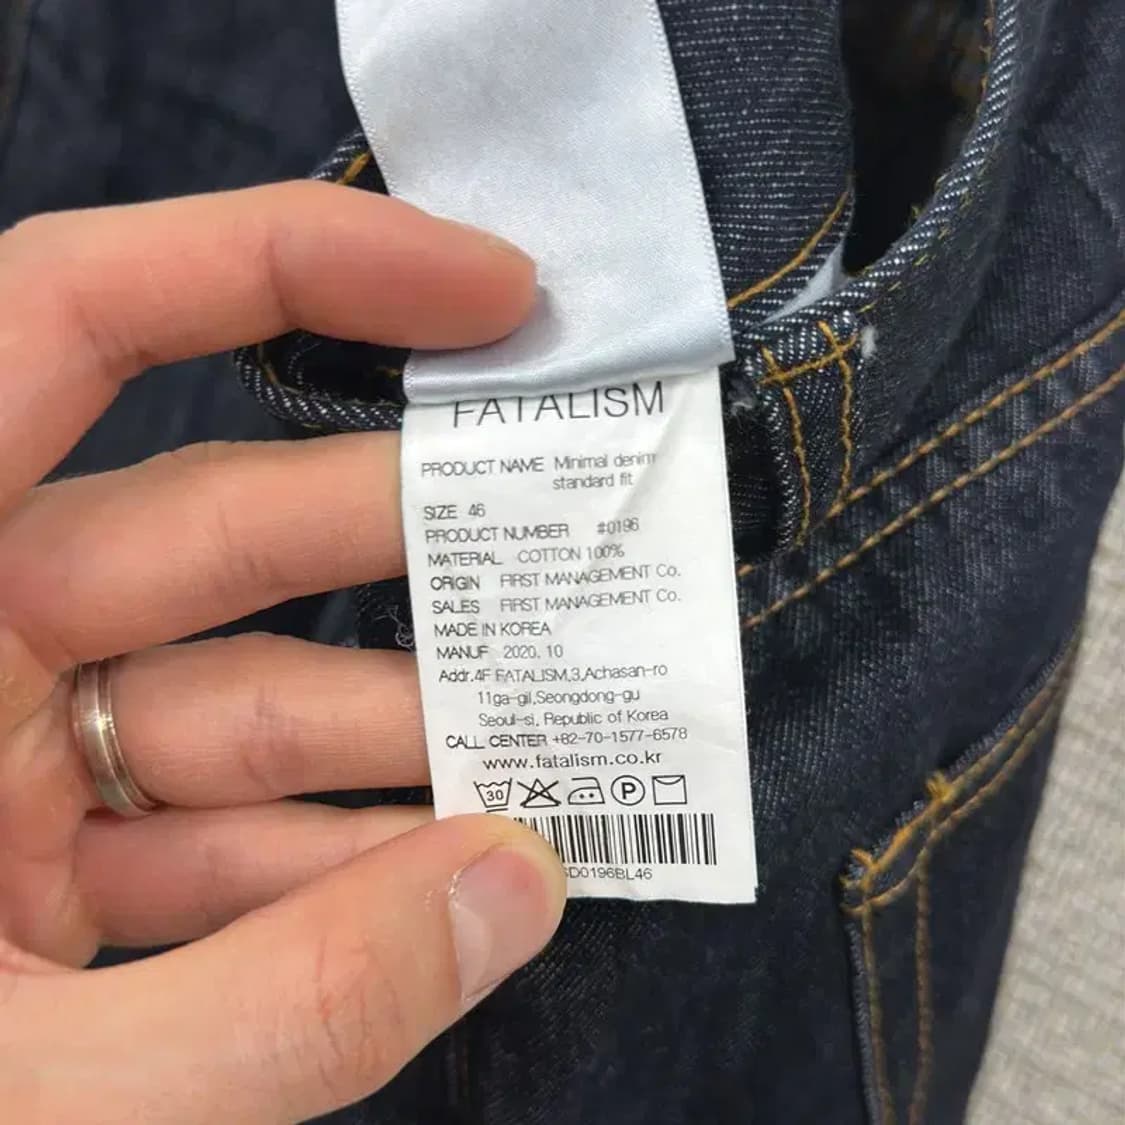 FATALISM
PRODUCT NAME Minimal denim
standard fit
SIZE 46
PRODUCT NUMBER #0196
MATERIAL COTTON 100%
ORIGIN FIRST MANAGEMENT Co.
SALES FIRST MANAGEMENT Co.
MADE IN KOREA
MANUF 2020. 10
Addr.4F FATALISM,3,Achasan-ro
11ga-gil,Seongdong-gu
Seoul-si, Republic of Korea
CALL CENTER +82-70-1577-6578
www.fatalism.co.kr
30 P
SD0196BL46